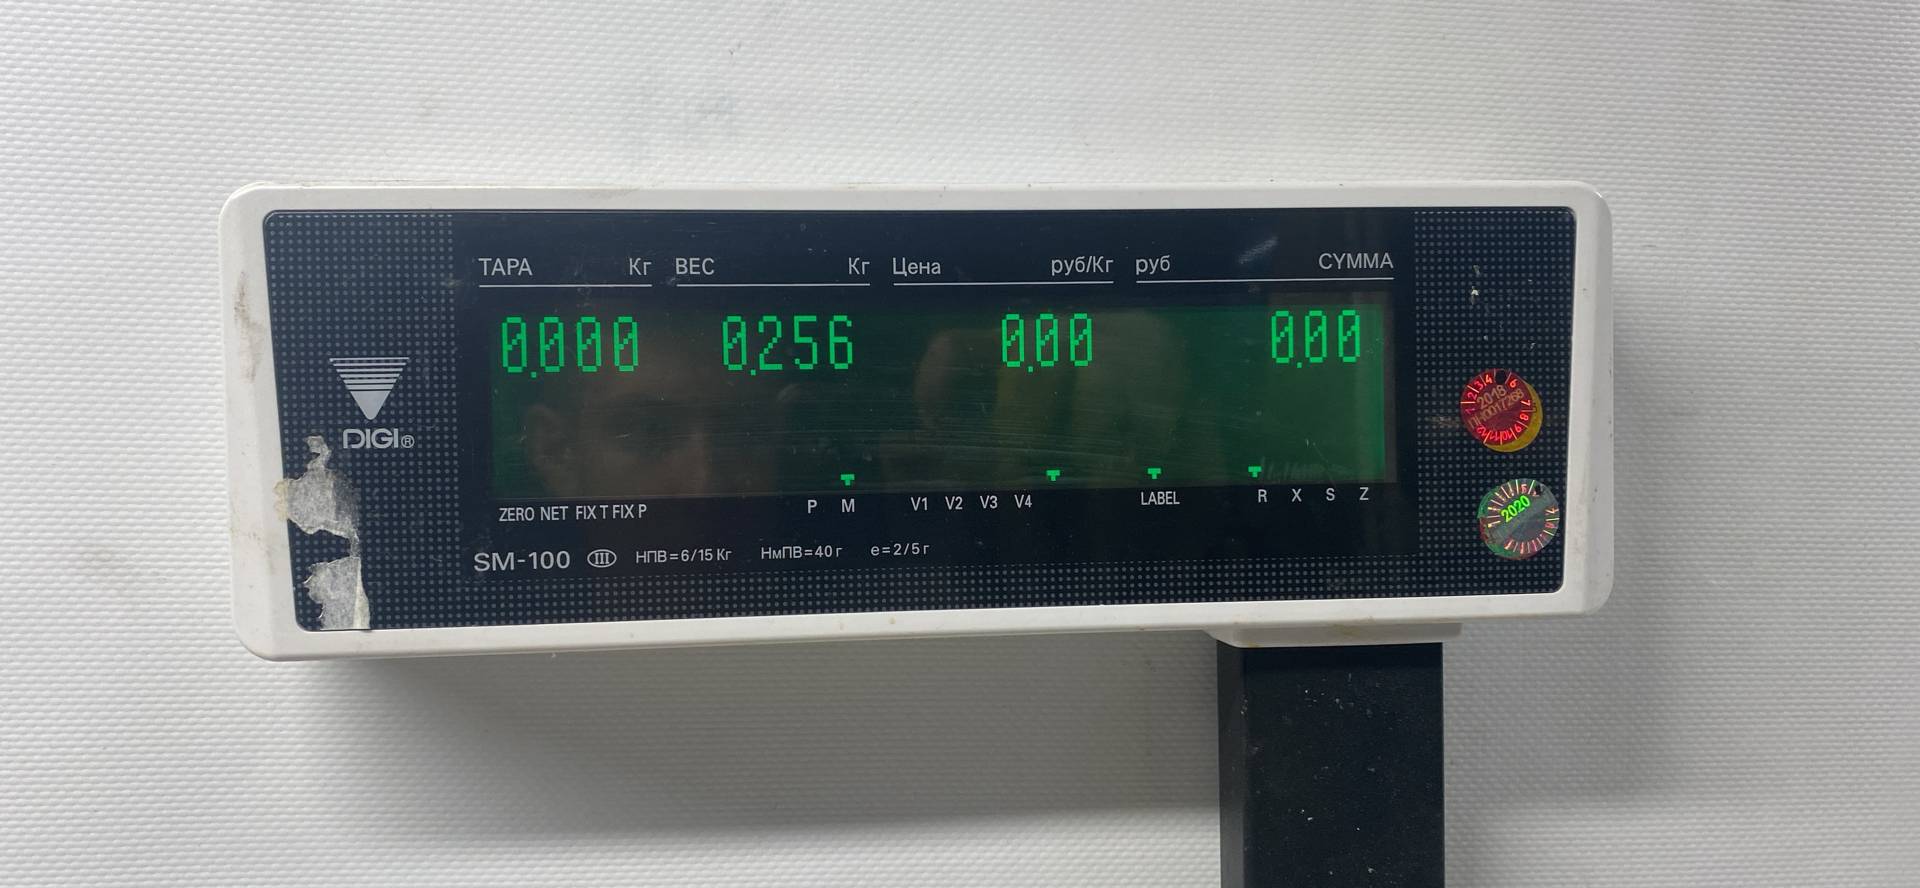 ТАРА Кг ВЕС Кг Цена руб/Кг руб СУММА
0.000 0.256 0.00 0.00
DIGI®
ZERO NET FIX T FIX P P M V1 V2 V3 V4 LABEL R X S Z
SM-100 III НПВ=6/15 Кг НмПВ=40 г e=2/5 г
2018
2020